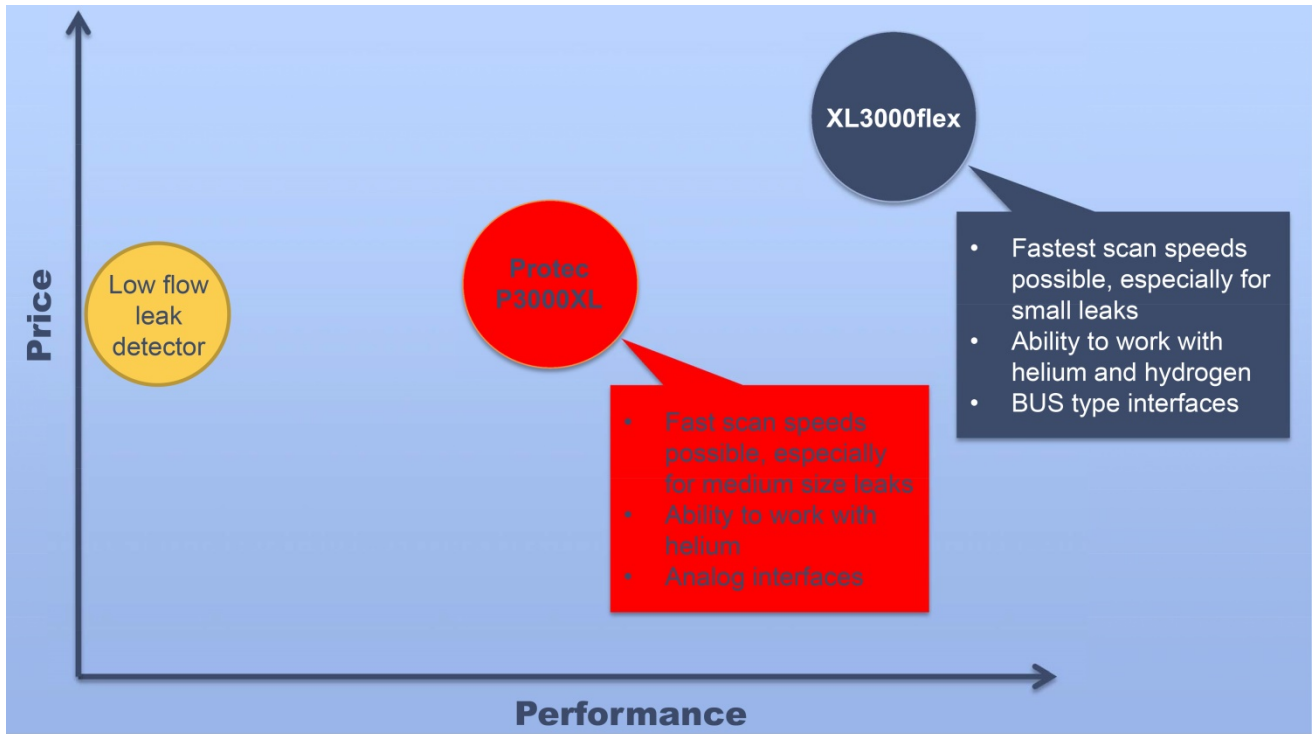 XL3000flex
• Fastest scan speeds
possible, especially for
small leaks
• Ability to work with
helium and hydrogen
• BUS type interfaces
Protec
P3000XL
• Fast scan speeds
possible, especially
for medium size leaks
• Ability to work with
helium
• Analog interfaces
Low flow
leak
detector
Price
Performance